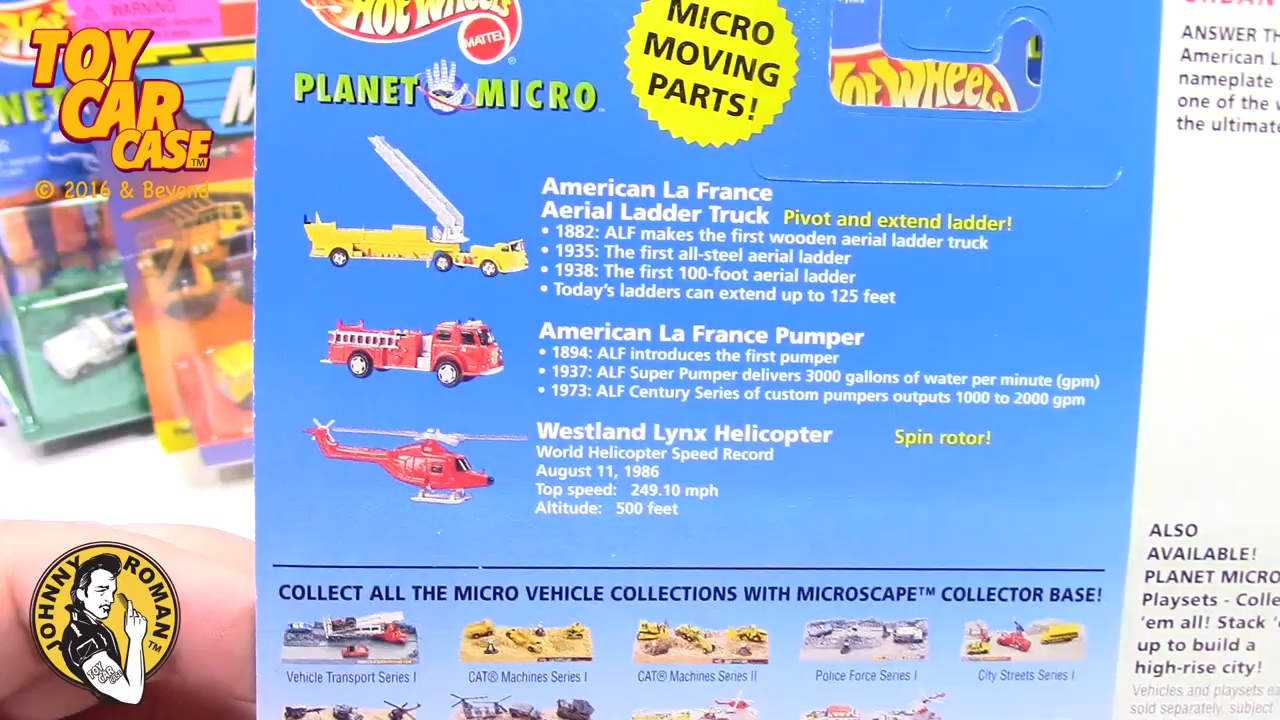 WARNING:
TOY
CAR
CASE™
© 2016 & Beyond
NET
M
Hot Wheels
MATTEL
®
PLANET MICRO™
MICRO
MOVING
PARTS!
Hot Wheels
American La France
Aerial Ladder Truck Pivot and extend ladder!
• 1882: ALF makes the first wooden aerial ladder truck
• 1935: The first all-steel aerial ladder
• 1938: The first 100-foot aerial ladder
• Today's ladders can extend up to 125 feet
American La France Pumper
• 1894: ALF introduces the first pumper
• 1937: ALF Super Pumper delivers 3000 gallons of water per minute (gpm)
• 1973: ALF Century Series of custom pumpers outputs 1000 to 2000 gpm
Westland Lynx Helicopter Spin rotor!
World Helicopter Speed Record
August 11, 1986
Top speed: 249.10 mph
Altitude: 500 feet
COLLECT ALL THE MICRO VEHICLE COLLECTIONS WITH MICROSCAPE™ COLLECTOR BASE!
Vehicle Transport Series I
CAT® Machines Series I
CAT® Machines Series II
Police Force Series I
City Streets Series I
ANSWER TH
American L
nameplate
one of the
the ultimate
ALSO
AVAILABLE!
PLANET MICRO
Playsets - Colle
'em all! Stack 'e
up to build a
high-rise city!
Vehicles and playsets ea
sold separately, subject
JOHNNY ROMAN™
TOY
CAR
CASE